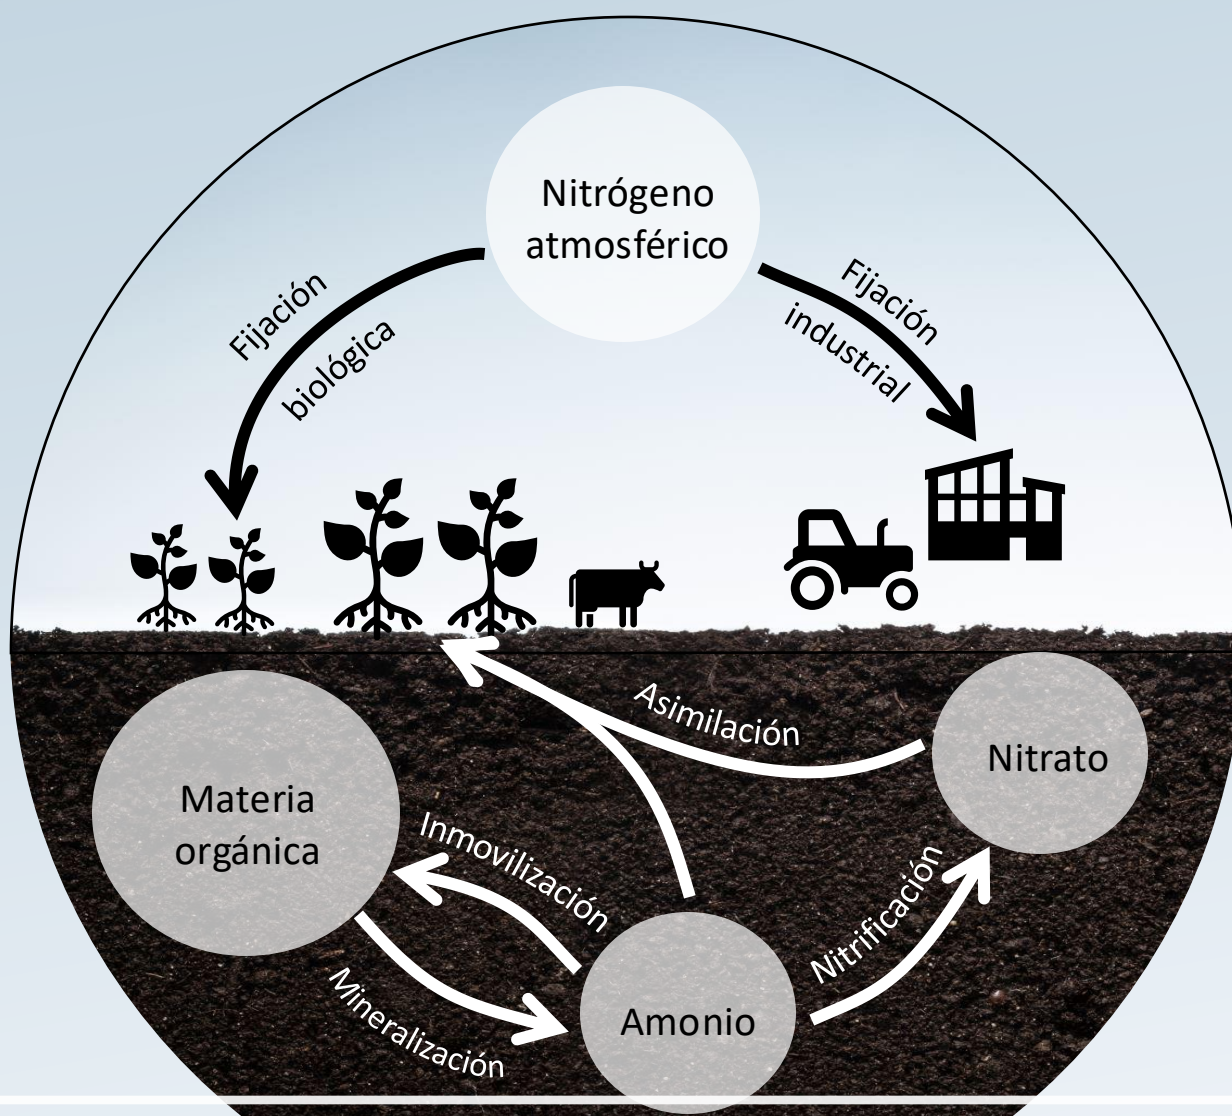 Nitrógeno
atmosférico
Fijación
biológica
Fijación
industrial
Asimilación
Nitrato
Materia
orgánica
Inmovilización
Mineralización
Amonio
Nitrificación